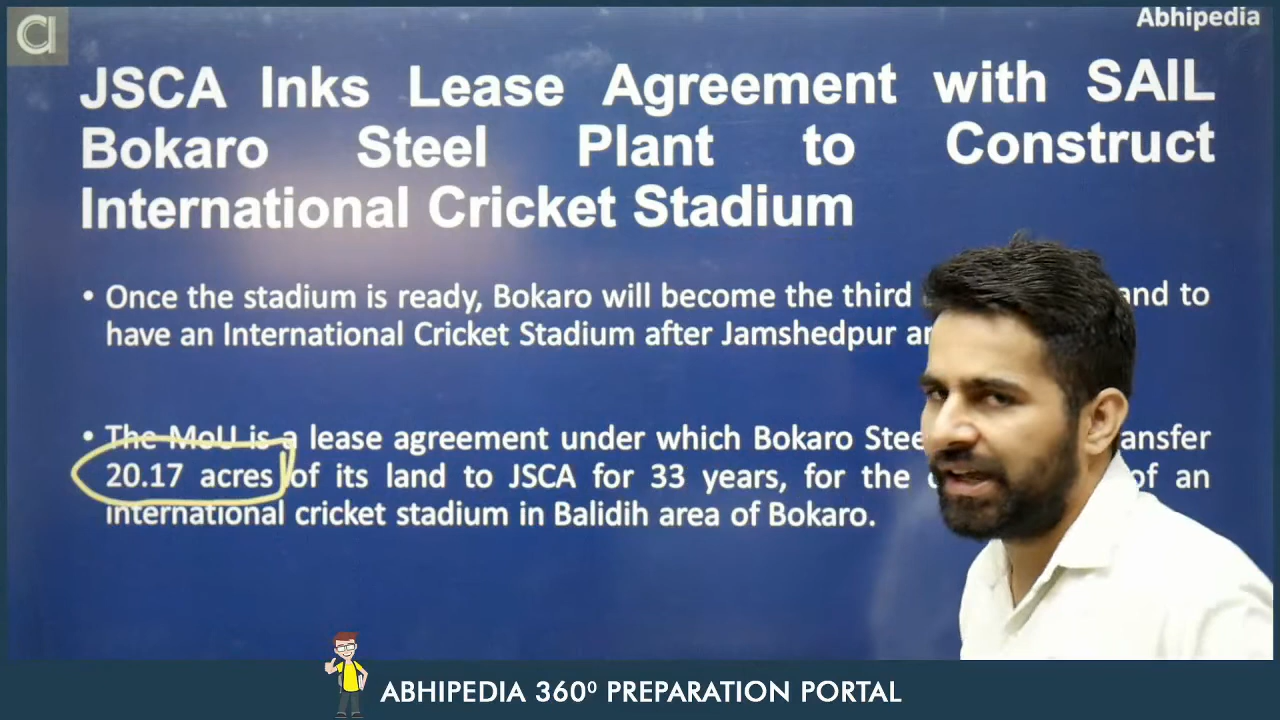 Abhipedia
JSCA Inks Lease Agreement with SAIL
Bokaro Steel Plant to Construct
International Cricket Stadium
• Once the stadium is ready, Bokaro will become the third and to
have an International Cricket Stadium after Jamshedpur
• The MoU is a lease agreement under which Bokaro
20.17 acres of its land to JSCA for 33 years, for the of an
international cricket stadium in Balidih area of Bokaro.
ABHIPEDIA 360⁰ PREPARATION PORTAL